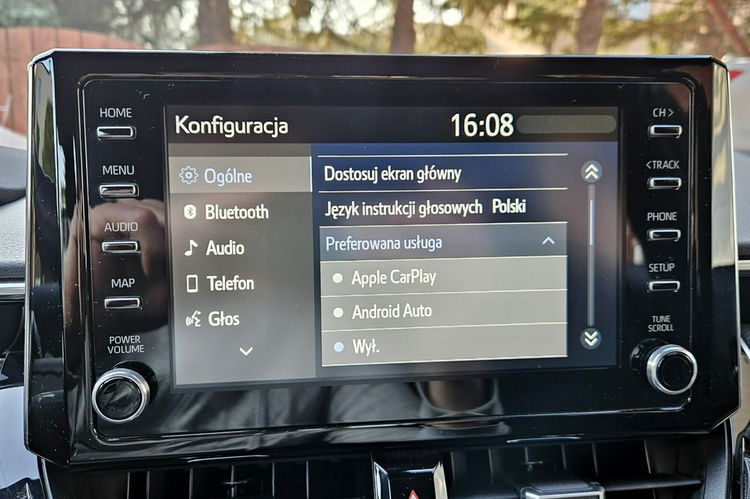 HOME
MENU
AUDIO
MAP
POWER
VOLUME
Konfiguracja
16:08
Ogólne
Bluetooth
Audio
Telefon
Głos
Dostosuj ekran główny
Język instrukcji głosowych Polski
Preferowana usługa
Apple CarPlay
Android Auto
Wył.
CH >
< TRACK
PHONE
SETUP
TUNE
SCROLL